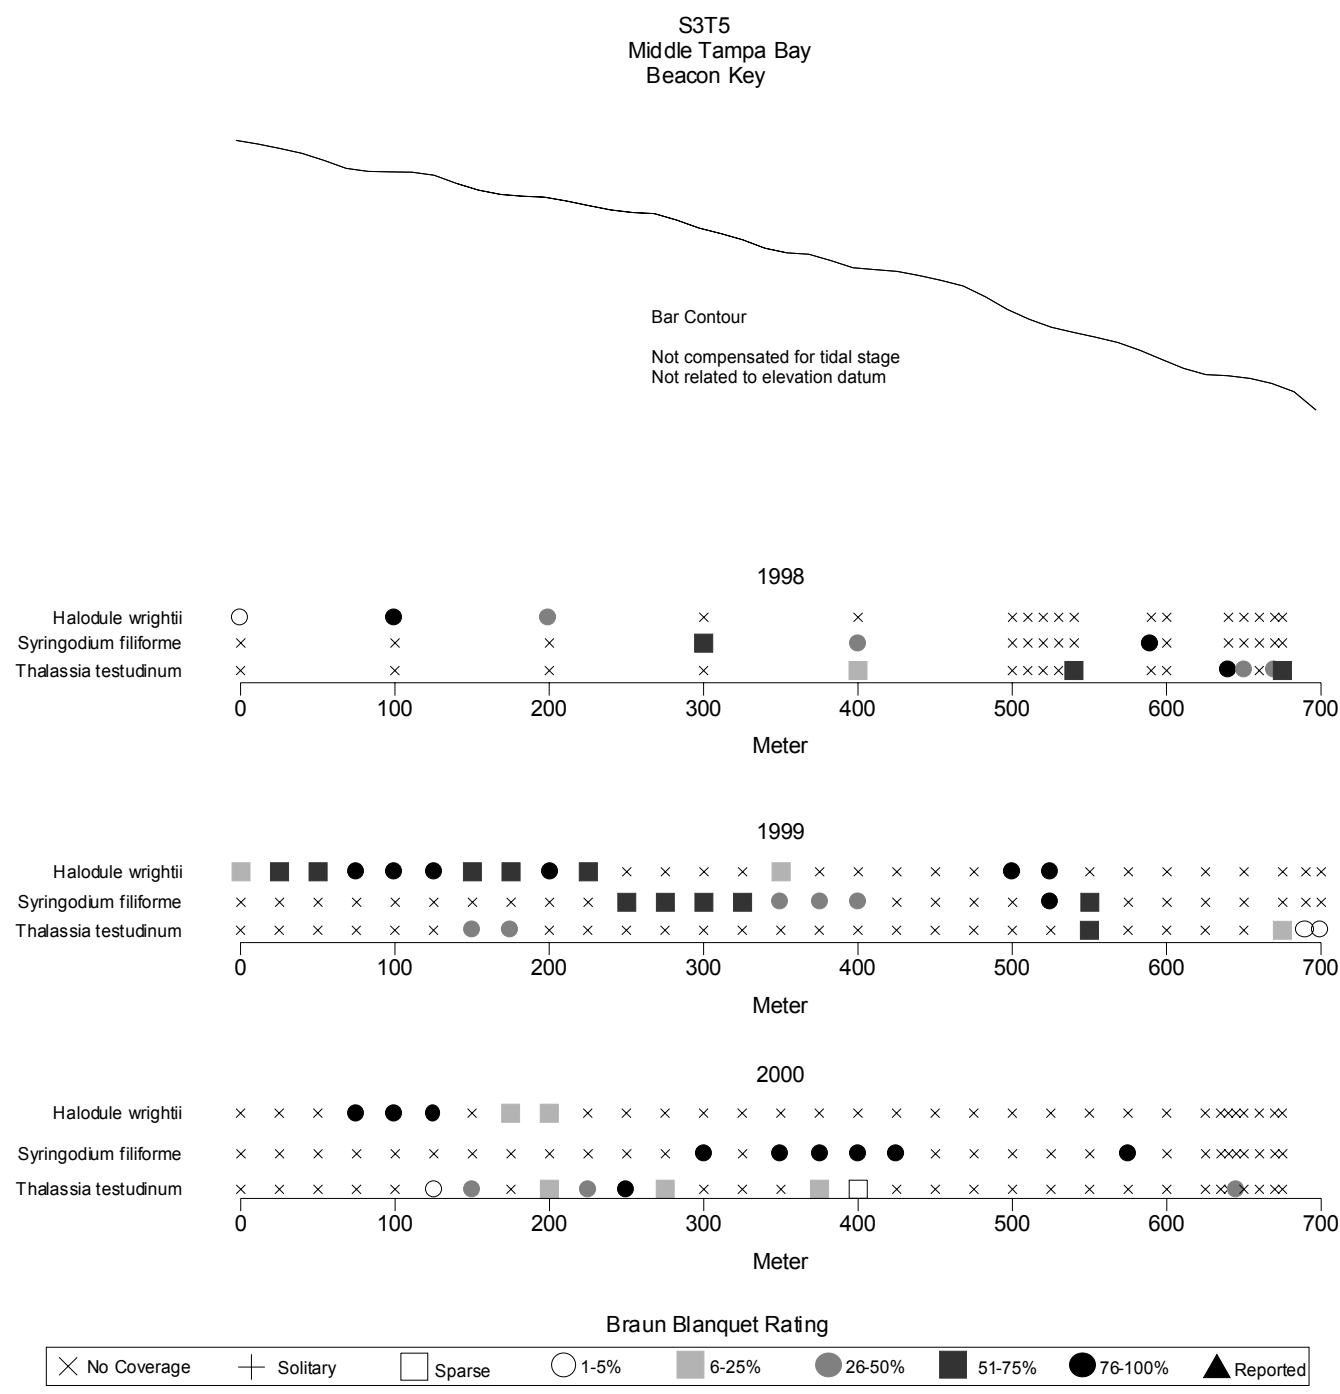 S3T5
Middle Tampa Bay
Beacon Key
Bar Contour
Not compensated for tidal stage
Not related to elevation datum
1998
Halodule wrightii
Syringodium filiforme
Thalassia testudinum
0 100 200 300 400 500 600 700
Meter
1999
Halodule wrightii
Syringodium filiforme
Thalassia testudinum
0 100 200 300 400 500 600 700
Meter
2000
Halodule wrightii
Syringodium filiforme
Thalassia testudinum
0 100 200 300 400 500 600 700
Meter
Braun Blanquet Rating
No Coverage Solitary Sparse 1-5% 6-25% 26-50% 51-75% 76-100% Reported